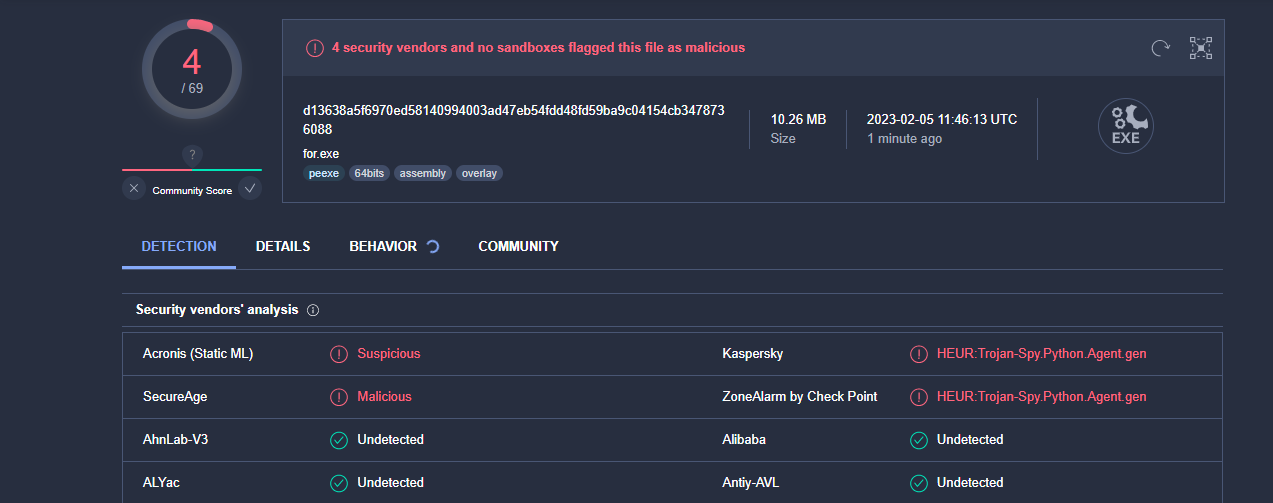 4
/ 69
?
Community Score
4 security vendors and no sandboxes flagged this file as malicious
d13638a5f6970ed58140994003ad47eb54fdd48fd59ba9c04154cb347873
6088
for.exe
peexe 64bits assembly overlay
10.26 MB
Size
2023-02-05 11:46:13 UTC
1 minute ago
EXE
DETECTION DETAILS BEHAVIOR COMMUNITY
Security vendors' analysis
Acronis (Static ML) Suspicious Kaspersky HEUR:Trojan-Spy.Python.Agent.gen
SecureAge Malicious ZoneAlarm by Check Point HEUR:Trojan-Spy.Python.Agent.gen
AhnLab-V3 Undetected Alibaba Undetected
ALYac Undetected Antiy-AVL Undetected